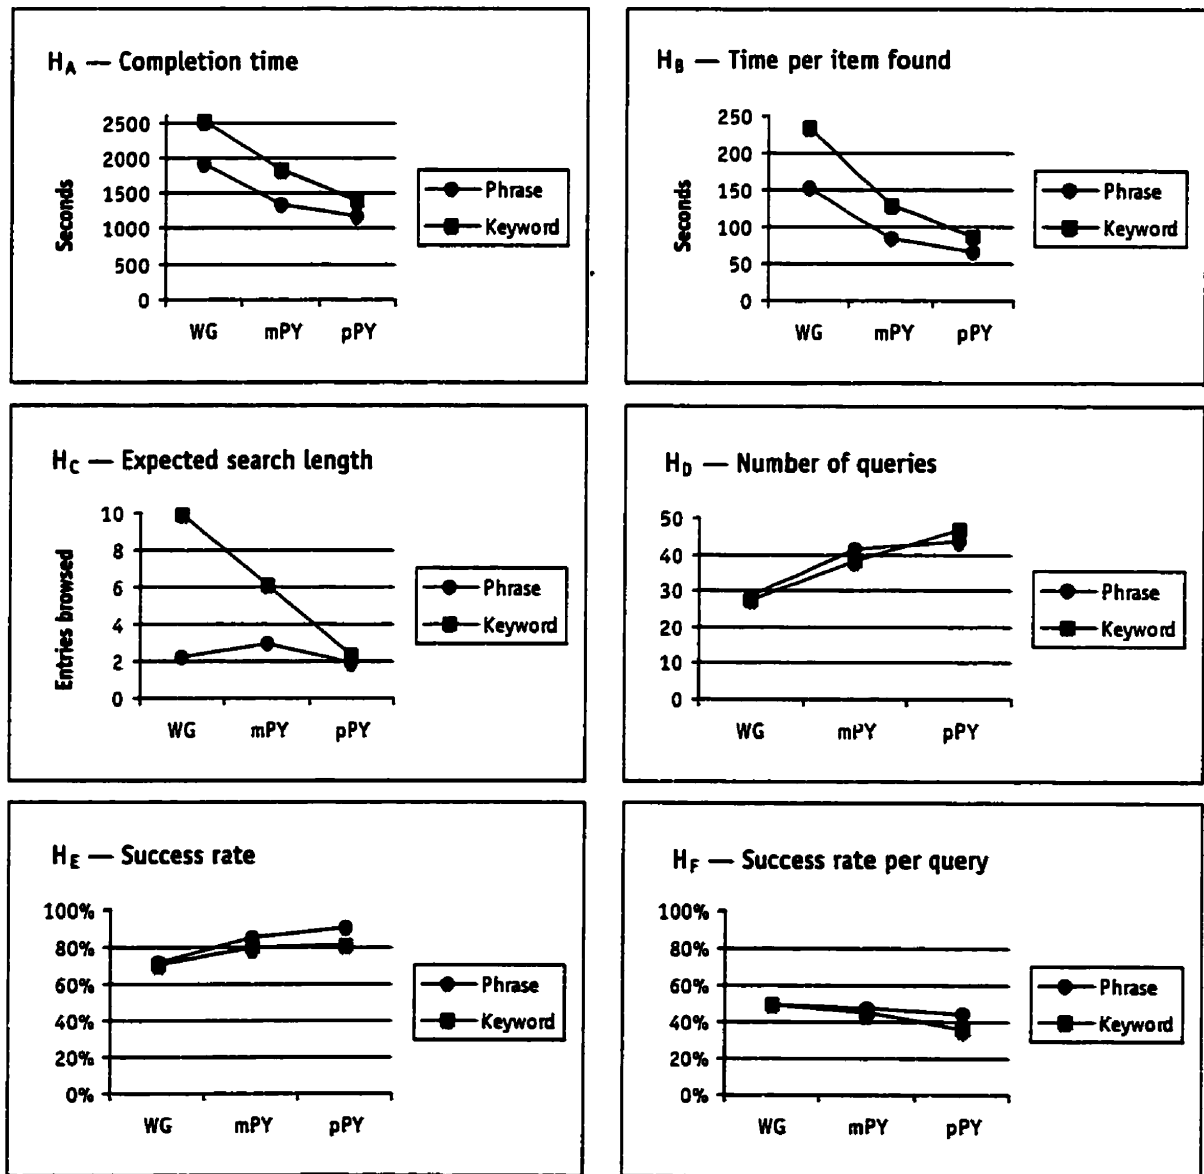 H_A — Completion time
2500
2000
1500
1000
500
0
Seconds
WG mPY pPY
Phrase
Keyword
H_B — Time per item found
250
200
150
100
50
0
Seconds
WG mPY pPY
Phrase
Keyword
H_C — Expected search length
10
8
6
4
2
0
Entries browsed
WG mPY pPY
Phrase
Keyword
H_D — Number of queries
50
40
30
20
10
0
WG mPY pPY
Phrase
Keyword
H_E — Success rate
100%
80%
60%
40%
20%
0%
WG mPY pPY
Phrase
Keyword
H_F — Success rate per query
100%
80%
60%
40%
20%
0%
WG mPY pPY
Phrase
Keyword